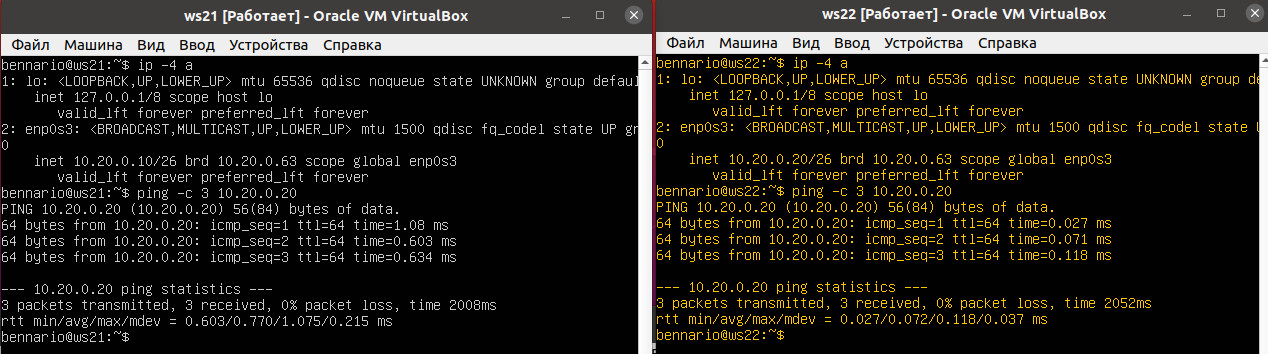 ws21 [Работает] - Oracle VM VirtualBox
Файл Машина Вид Ввод Устройства Справка
bennario@ws21:~$ ip -4 a
1: lo: <LOOPBACK,UP,LOWER_UP> mtu 65536 qdisc noqueue state UNKNOWN group defaul
inet 127.0.0.1/8 scope host lo
valid_lft forever preferred_lft forever
2: enp0s3: <BROADCAST,MULTICAST,UP,LOWER_UP> mtu 1500 qdisc fq_codel state UP gr
0
inet 10.20.0.10/26 brd 10.20.0.63 scope global enp0s3
valid_lft forever preferred_lft forever
bennario@ws21:~$ ping -c 3 10.20.0.20
PING 10.20.0.20 (10.20.0.20) 56(84) bytes of data.
64 bytes from 10.20.0.20: icmp_seq=1 ttl=64 time=1.08 ms
64 bytes from 10.20.0.20: icmp_seq=2 ttl=64 time=0.603 ms
64 bytes from 10.20.0.20: icmp_seq=3 ttl=64 time=0.634 ms
--- 10.20.0.20 ping statistics ---
3 packets transmitted, 3 received, 0% packet loss, time 2008ms
rtt min/avg/max/mdev = 0.603/0.770/1.075/0.215 ms
bennario@ws21:~$
ws22 [Работает] - Oracle VM VirtualBox
Файл Машина Вид Ввод Устройства Справка
bennario@ws22:~$ ip -4 a
1: lo: <LOOPBACK,UP,LOWER_UP> mtu 65536 qdisc noqueue state UNKNOWN group de
inet 127.0.0.1/8 scope host lo
valid_lft forever preferred_lft forever
2: enp0s3: <BROADCAST,MULTICAST,UP,LOWER_UP> mtu 1500 qdisc fq_codel state U
0
inet 10.20.0.20/26 brd 10.20.0.63 scope global enp0s3
valid_lft forever preferred_lft forever
bennario@ws22:~$ ping -c 3 10.20.0.20
PING 10.20.0.20 (10.20.0.20) 56(84) bytes of data.
64 bytes from 10.20.0.20: icmp_seq=1 ttl=64 time=0.027 ms
64 bytes from 10.20.0.20: icmp_seq=2 ttl=64 time=0.071 ms
64 bytes from 10.20.0.20: icmp_seq=3 ttl=64 time=0.118 ms
--- 10.20.0.20 ping statistics ---
3 packets transmitted, 3 received, 0% packet loss, time 2052ms
rtt min/avg/max/mdev = 0.027/0.072/0.118/0.037 ms
bennario@ws22:~$